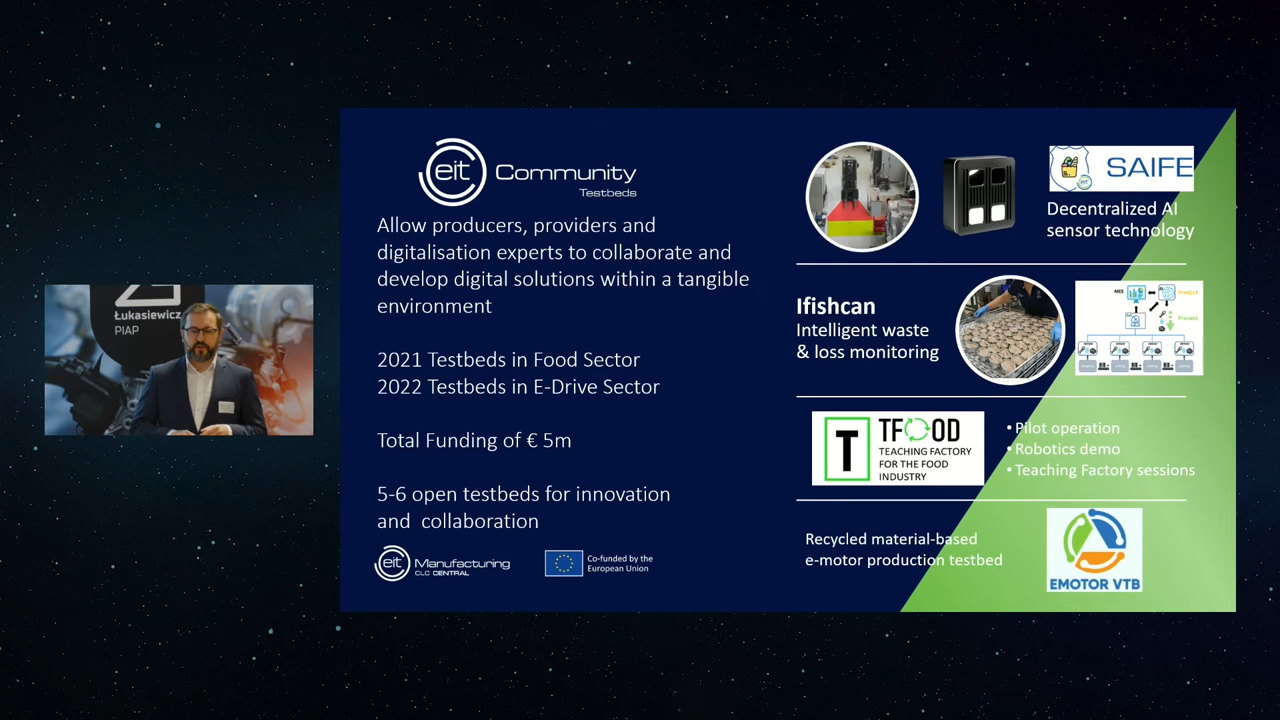 Łukasiewicz
PIAP
eit Community
Testbeds
Allow producers, providers and
digitalisation experts to collaborate and
develop digital solutions within a tangible
environment
2021 Testbeds in Food Sector
2022 Testbeds in E-Drive Sector
Total Funding of € 5m
5-6 open testbeds for innovation
and collaboration
eit Manufacturing
CLC CENTRAL
Co-funded by the
European Union
SAIFE
Decentralized AI
sensor technology
Ifishcan
Intelligent waste
& loss monitoring
MES
Predict
Prevent
T
TFOOD
TEACHING FACTORY
FOR THE FOOD
INDUSTRY
• Pilot operation
• Robotics demo
• Teaching Factory sessions
Recycled material-based
e-motor production testbed
EMOTOR VTB